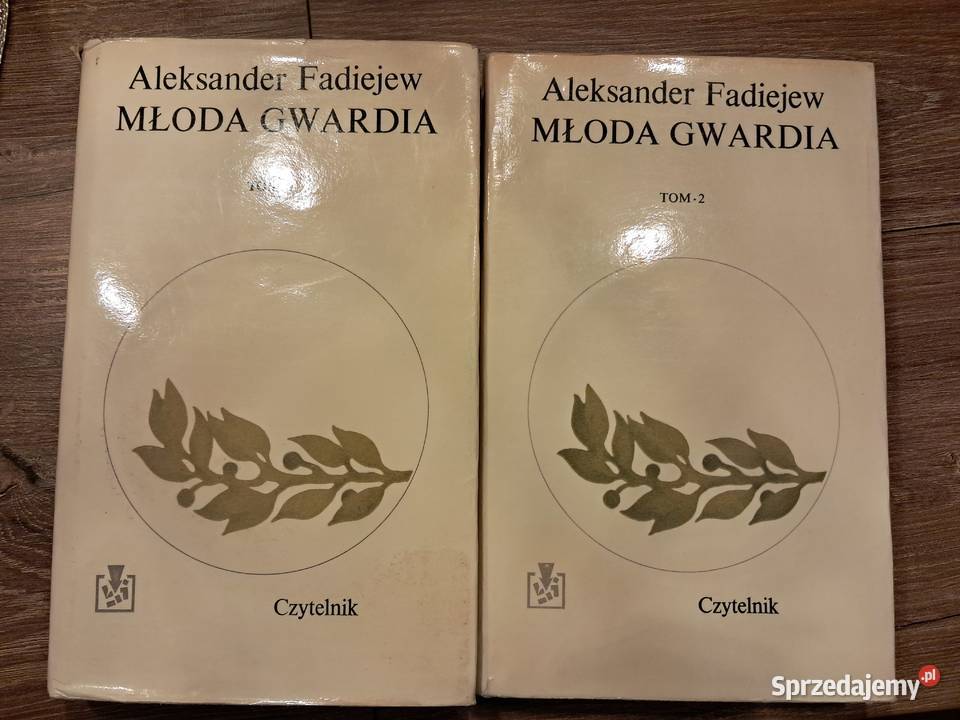 Aleksander Fadiejew
MŁODA GWARDIA
Czytelnik
Aleksander Fadiejew
MŁODA GWARDIA
TOM·2
Czytelnik
Sprzedajemy.pl